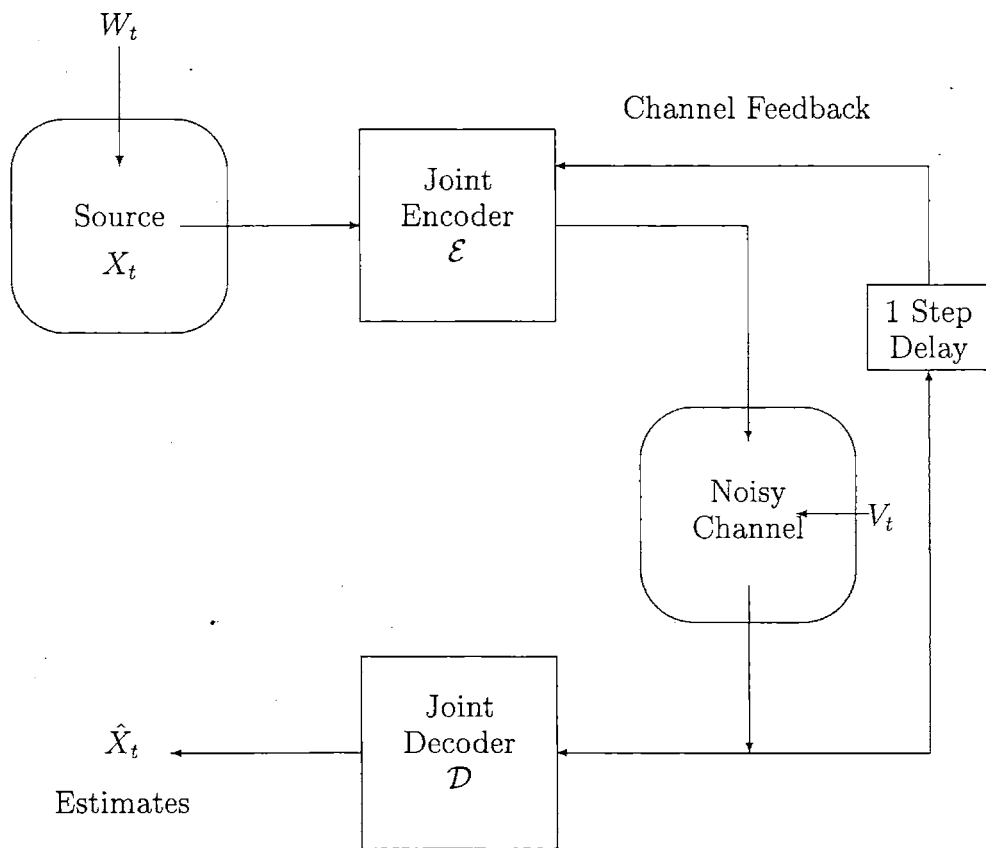 W_t
Channel Feedback
Joint
Encoder
ℰ
Source
X_t
1 Step
Delay
Noisy
Channel
V_t
Joint
Decoder
𝒟
X̂_t
Estimates